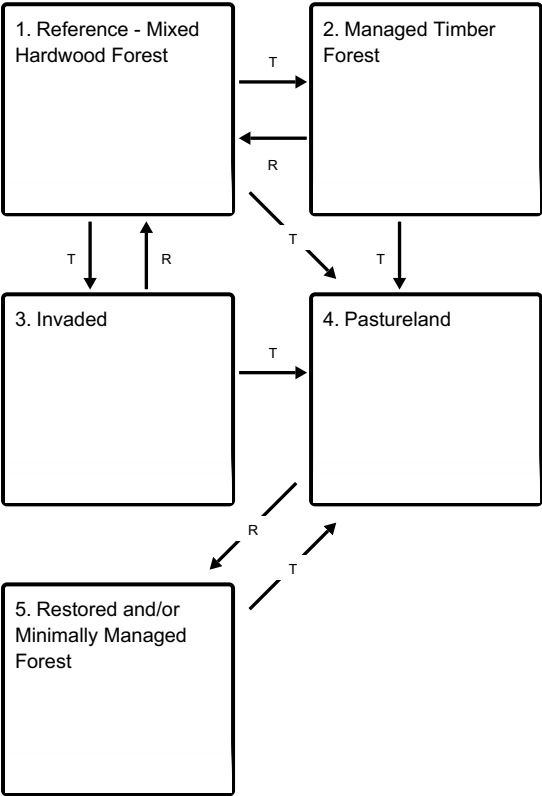 1. Reference - Mixed
Hardwood Forest
2. Managed Timber
Forest
T
R
T
T
R
T
3. Invaded
4. Pastureland
T
R
T
5. Restored and/or
Minimally Managed
Forest